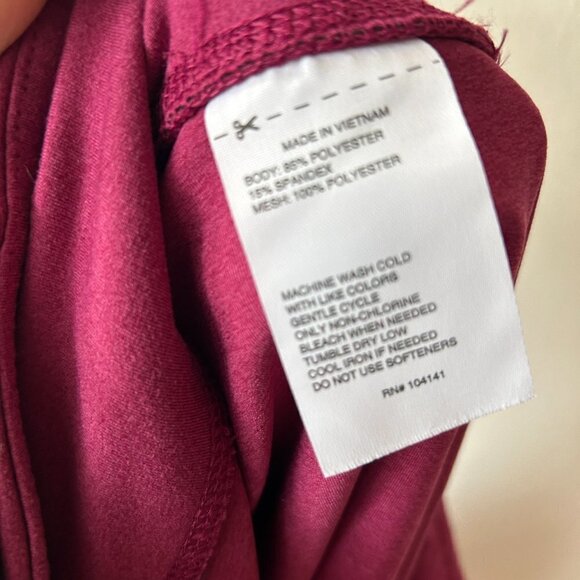 MADE IN VIETNAM
BODY: 85% POLYESTER
15% SPANDEX
MESH: 100% POLYESTER
MACHINE WASH COLD
WITH LIKE COLORS
GENTLE CYCLE
ONLY NON-CHLORINE
BLEACH WHEN NEEDED
TUMBLE DRY LOW
COOL IRON IF NEEDED
DO NOT USE SOFTENERS
RN# 104141